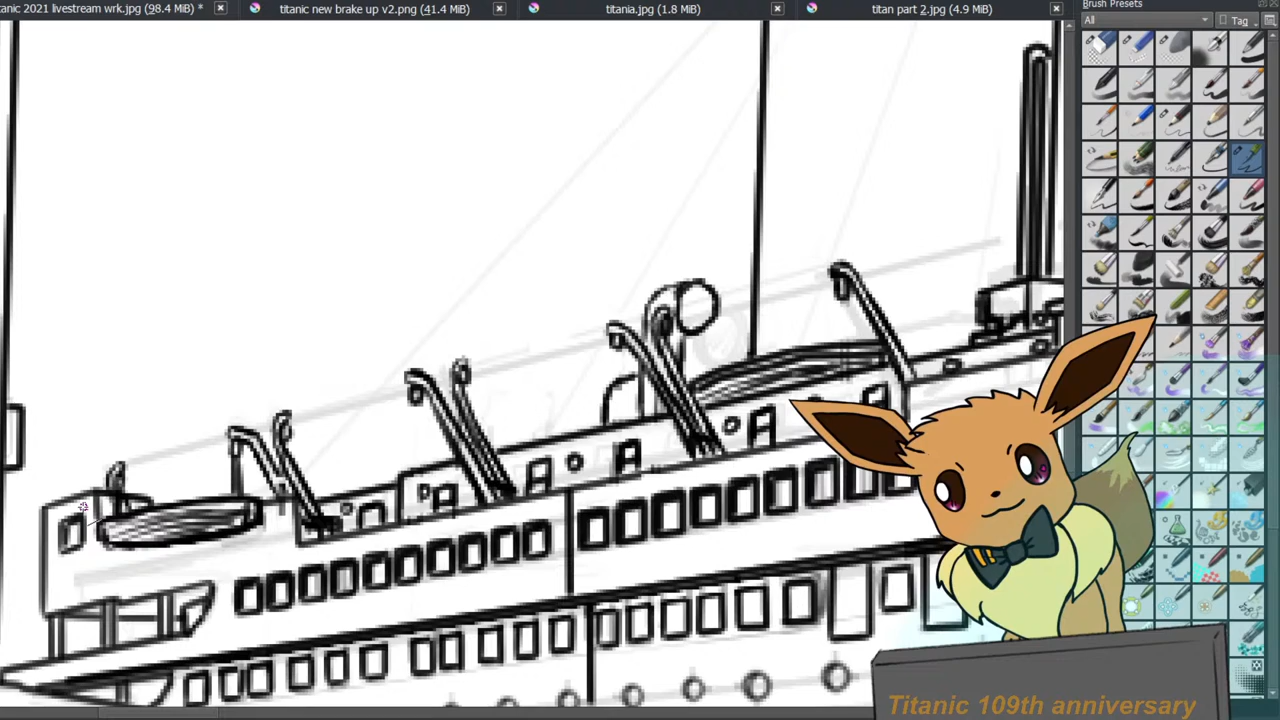 anic 2021 livestream wrk.jpg (98.4 MiB) *
titanic new brake up v2.png (41.4 MiB)
titania.jpg (1.8 MiB)
titan part 2.jpg (4.9 MiB)
Brush Presets
All
Tag
Titanic 109th anniversary